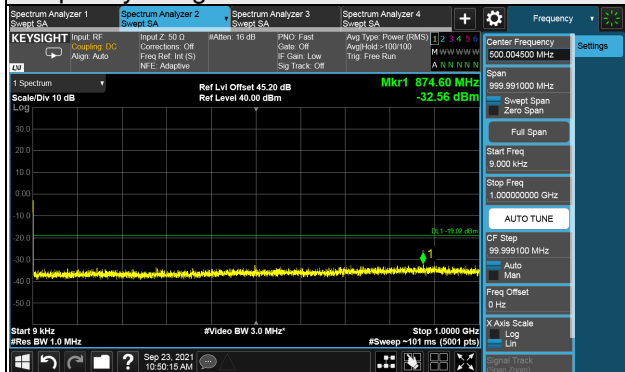 Spectrum Analyzer 1
Swept SA
Spectrum Analyzer 2
Swept SA
Spectrum Analyzer 3
Swept SA
Spectrum Analyzer 4
Swept SA
Frequency
KEYSIGHT
LXI
Input: RF
Coupling: DC
Align: Auto
Input Z: 50 Ω
Corrections: Off
Freq Ref: Int (S)
NFE: Adaptive
#Atten: 16 dB
PNO: Fast
Gate: Off
IF Gain: Low
Sig Track: Off
Avg Type: Power (RMS)
Avg|Hold:>100/100
Trig: Free Run
1 2 3 4 5 6
M W W W W W
A N N N N N
1 Spectrum
Scale/Div 10 dB
Log
Ref Lvl Offset 45.20 dB
Ref Level 40.00 dBm
Mkr1 874.60 MHz
-32.56 dBm
30.0
20.0
10.0
0.00
-10.0
-20.0
-30.0
-40.0
-50.0
DL1 -19.02 dBm
1
Start 9 kHz
#Res BW 1.0 MHz
#Video BW 3.0 MHz*
Stop 1.0000 GHz
#Sweep ~101 ms (5001 pts)
?
Sep 23, 2021
10:50:15 AM
Center Frequency
500.004500 MHz
Span
999.991000 MHz
Swept Span
Zero Span
Full Span
Start Freq
9.000 kHz
Stop Freq
1.000000000 GHz
AUTO TUNE
CF Step
99.999100 MHz
Auto
Man
Freq Offset
0 Hz
X Axis Scale
Log
Lin
Signal Track
(Span Zoom)
Settings